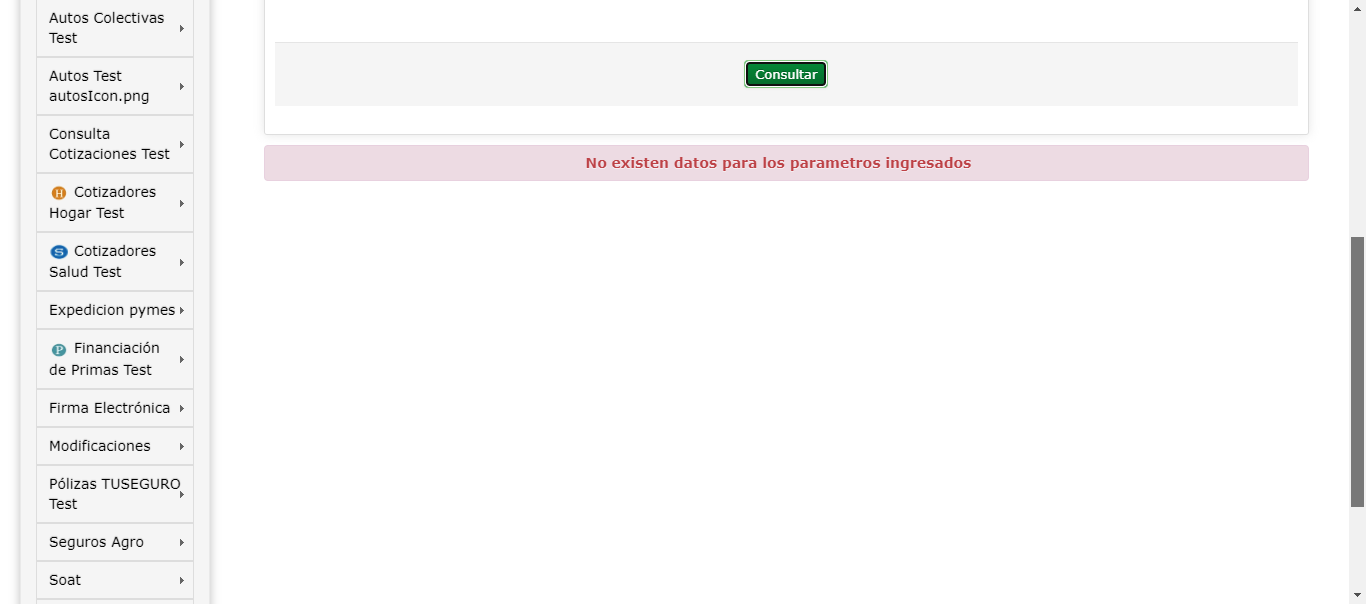 Autos Colectivas
Test
Autos Test
autosIcon.png
Consulta
Cotizaciones Test
H Cotizadores
Hogar Test
S Cotizadores
Salud Test
Expedicion pymes
P Financiación
de Primas Test
Firma Electrónica
Modificaciones
Pólizas TUSEGURO
Test
Seguros Agro
Soat
Consultar
No existen datos para los parametros ingresados